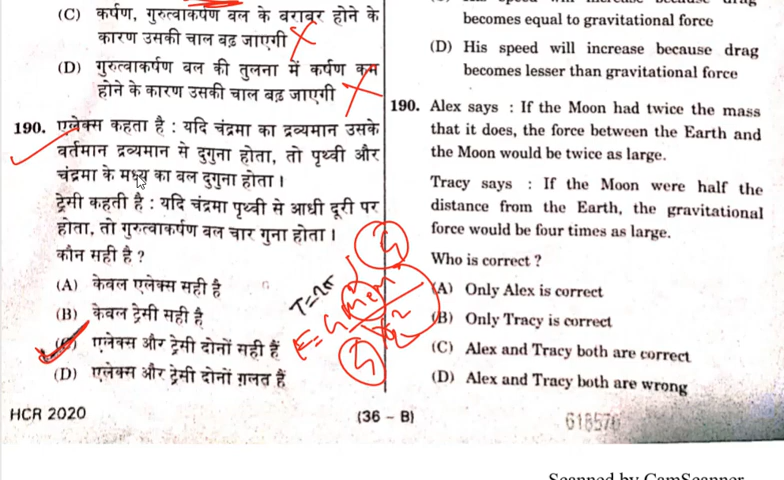 (C) कर्षण, गुरुत्वाकर्षण बल के बराबर होने के
कारण उसकी चाल बढ़ जाएगी
(D) गुरुत्वाकर्षण बल की तुलना में कर्षण कम
होने के कारण उसकी चाल बढ़ जाएगी
190. एलेक्स कहता है : यदि चंद्रमा का द्रव्यमान उसके
वर्तमान द्रव्यमान से दुगुना होता, तो पृथ्वी और
चंद्रमा के मध्य का बल दुगुना होता ।
ट्रेसी कहती है : यदि चंद्रमा पृथ्वी से आधी दूरी पर
होता, तो गुरुत्वाकर्षण बल चार गुना होता ।
कौन सही है ?
(A) केवल एलेक्स सही है
(B) केवल ट्रेसी सही है
एलेक्स और ट्रेसी दोनों सही हैं
(D) एलेक्स और ट्रेसी दोनों ग़लत हैं
HCR 2020
(36 – B)
becomes equal to gravitational force
(D) His speed will increase because drag
becomes lesser than gravitational force
190. Alex says : If the Moon had twice the mass
that it does, the force between the Earth and
the Moon would be twice as large.
Tracy says : If the Moon were half the
distance from the Earth, the gravitational
force would be four times as large.
Who is correct ?
(A) Only Alex is correct
(B) Only Tracy is correct
(C) Alex and Tracy both are correct
(D) Alex and Tracy both are wrong
618576
Scanned by CamScanner